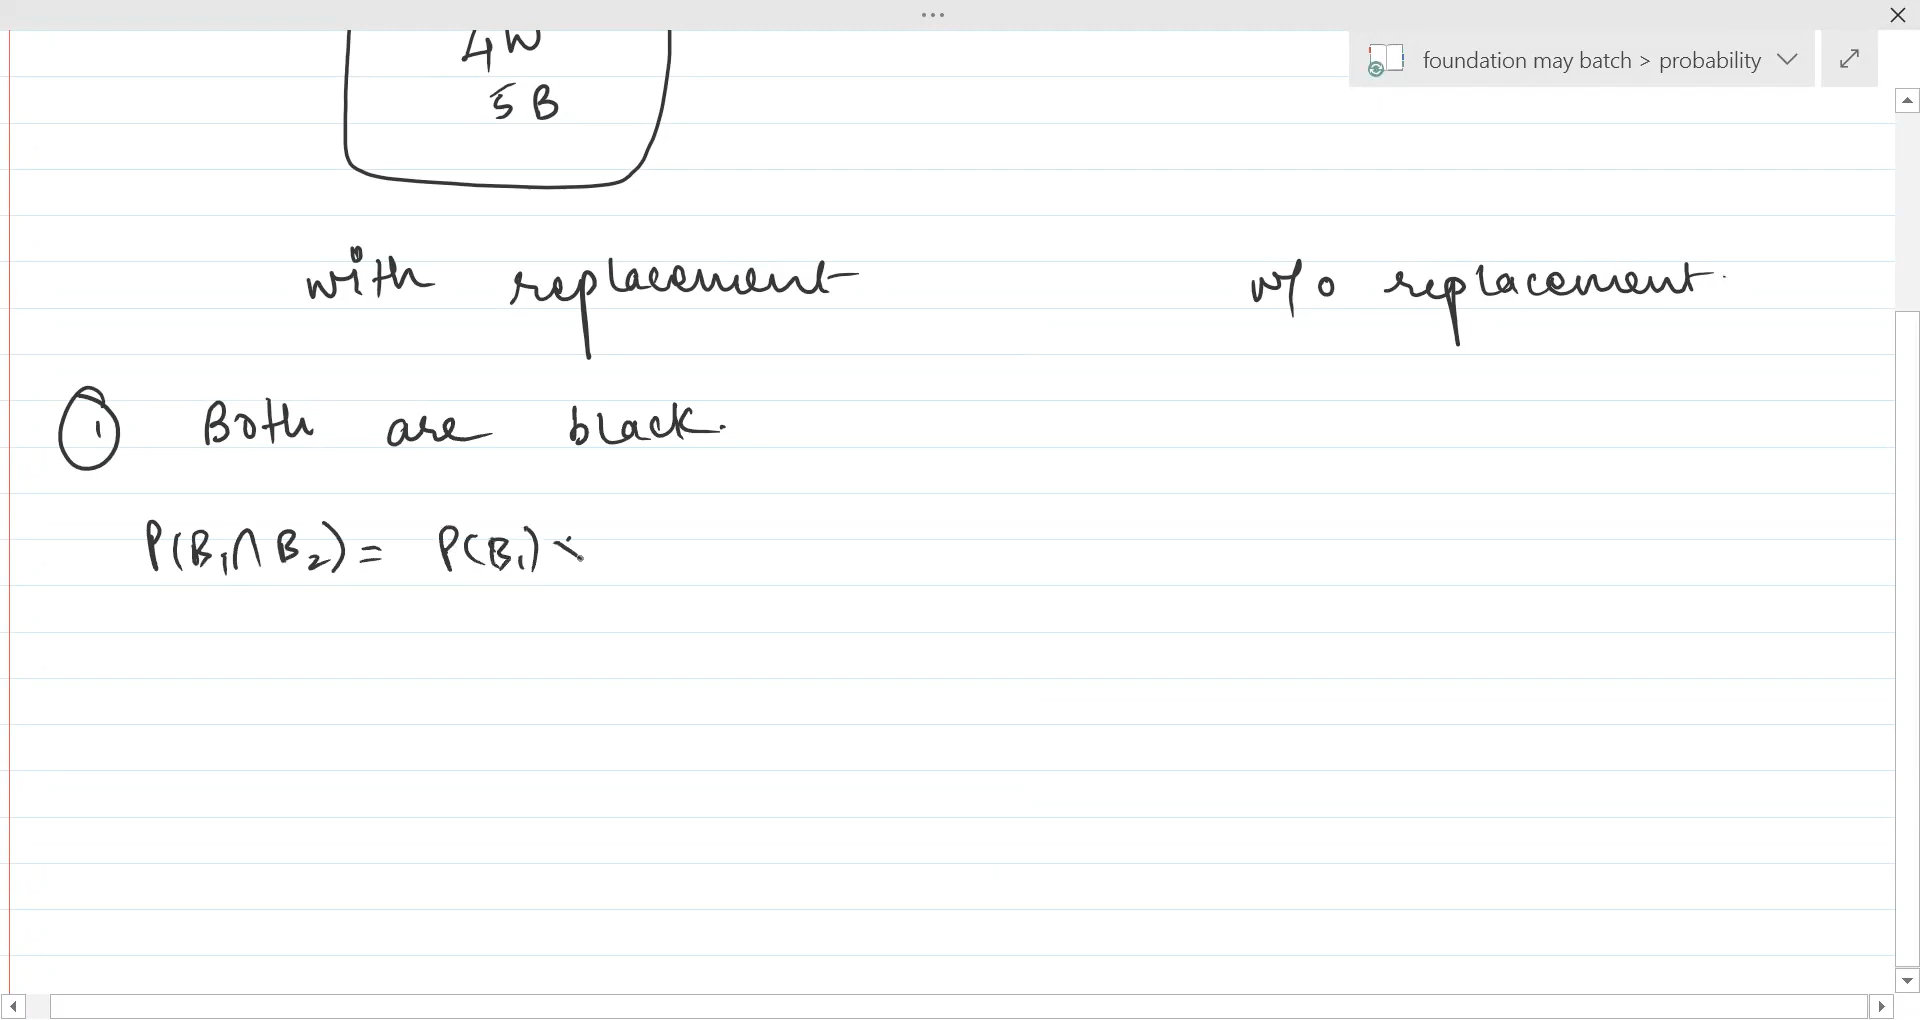 foundation may batch > probability
4W
5B
with replacement w/o replacement.
1 Both are black.
P(B₁∩B₂) = P(B₁) ×